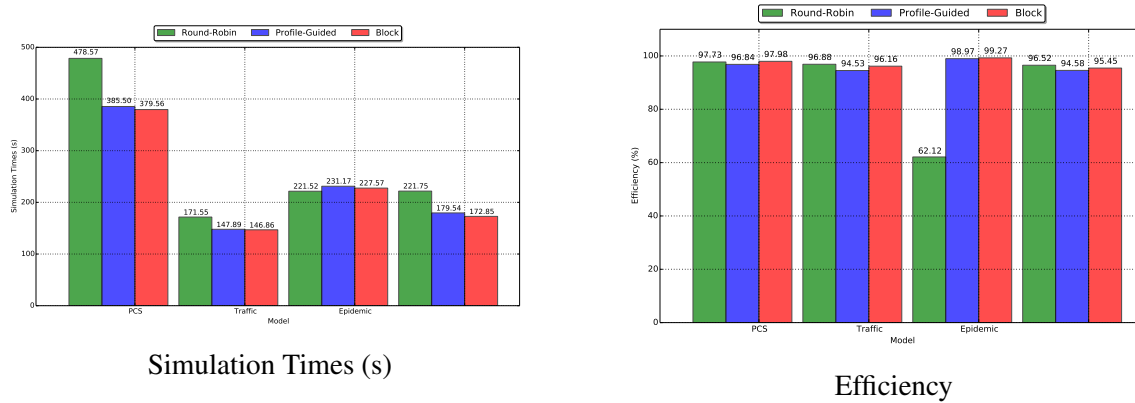 Round-Robin Profile-Guided Block
500
478.57
400
385.50
379.56
300
231.17
227.57
221.52
221.75
200
179.54
171.55
172.85
147.89
146.86
100
0
PCS Traffic Epidemic
Model
Simulation Times (s)
Simulation Times (s)
Round-Robin Profile-Guided Block
100
97.73 96.84 97.98 96.88 94.53 96.16 98.97 99.27 96.52 94.58 95.45
80
62.12
60
40
20
0
PCS Traffic Epidemic
Model
Efficiency (%)
Efficiency